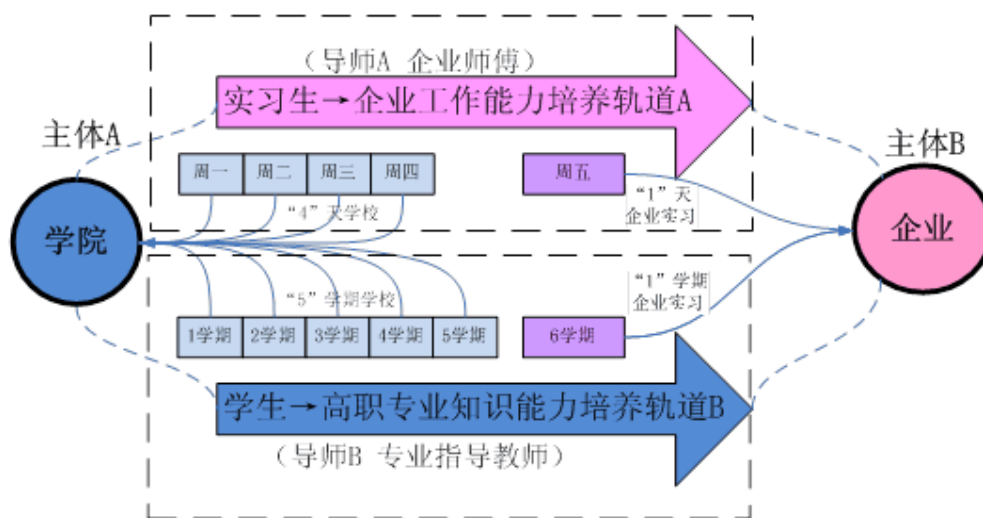 （导师A 企业师傅）
实习生→企业工作能力培养轨道A
主体A
主体B
周一
周二
周三
周四
周五
“4”天学校
“1”天
企业实习
学院
企业
“5”学期学校
“1”学期
企业实习
1学期
2学期
3学期
4学期
5学期
6学期
学生→高职专业知识能力培养轨道B
（导师B 专业指导教师）